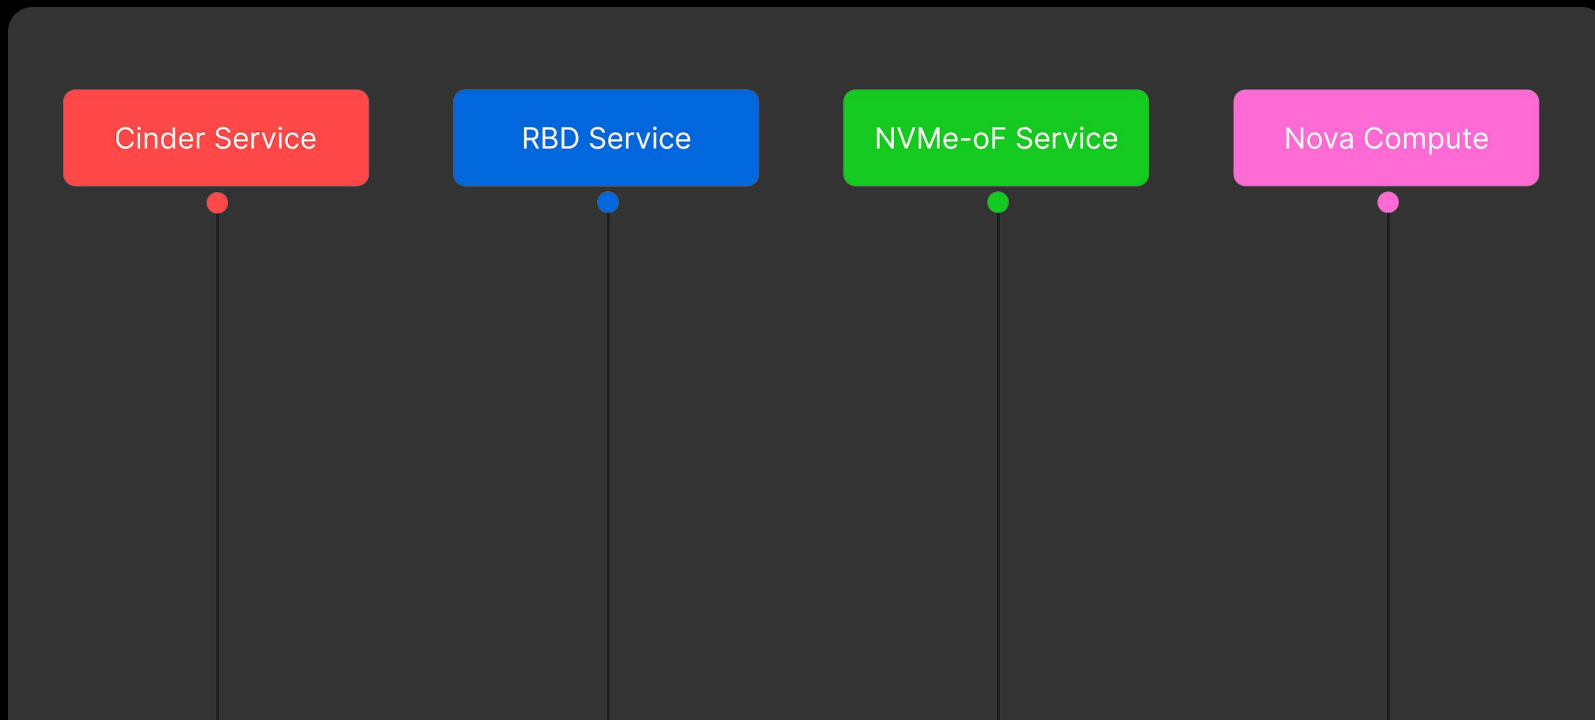 Cinder Service
RBD Service
NVMe-oF Service
Nova Compute